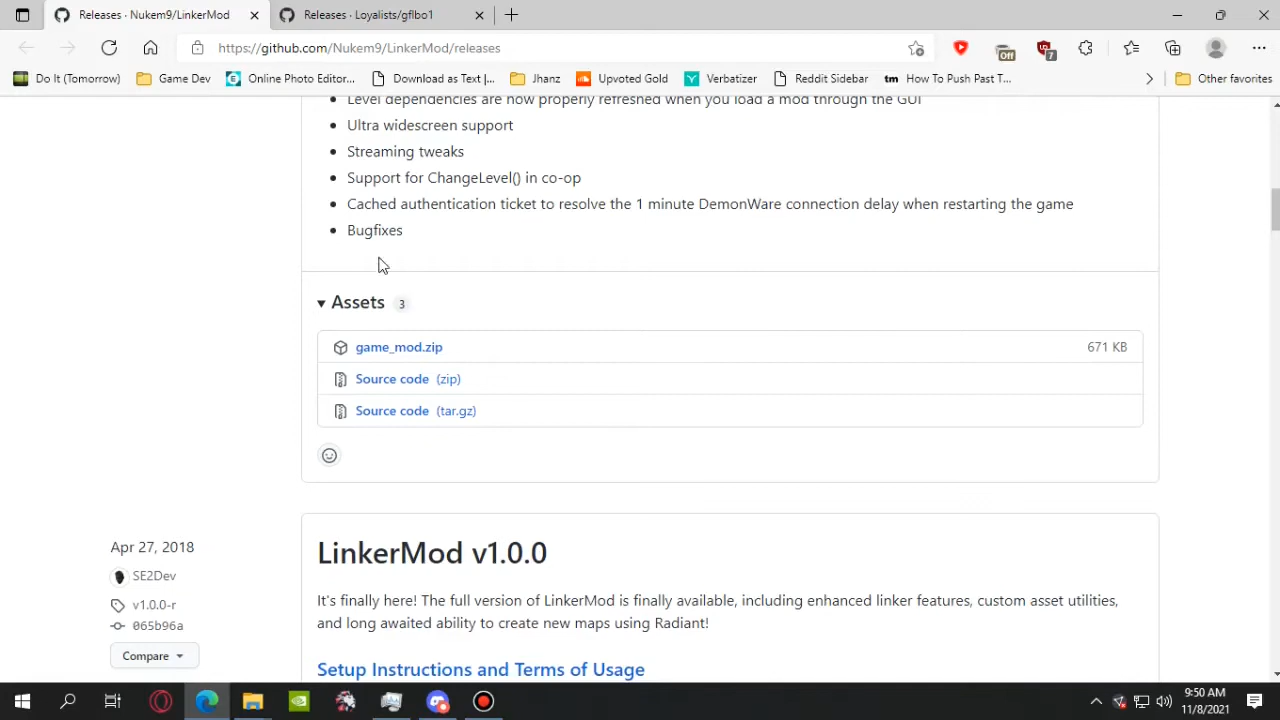 Releases · Nukem9/LinkerMod
Releases · Loyalists/gflbo1
https://github.com/Nukem9/LinkerMod/releases
Off
7
Do It (Tomorrow)
Game Dev
Online Photo Editor...
Download as Text |...
Jhanz
Upvoted Gold
Verbatizer
Reddit Sidebar
tm How To Push Past T...
Other favorites
Level dependencies are now properly refreshed when you load a mod through the GUI
Ultra widescreen support
Streaming tweaks
Support for ChangeLevel() in co-op
Cached authentication ticket to resolve the 1 minute DemonWare connection delay when restarting the game
Bugfixes
Assets 3
game_mod.zip 671 KB
Source code (zip)
Source code (tar.gz)
Apr 27, 2018
SE2Dev
v1.0.0-r
065b96a
Compare
LinkerMod v1.0.0
It's finally here! The full version of LinkerMod is finally available, including enhanced linker features, custom asset utilities,
and long awaited ability to create new maps using Radiant!
Setup Instructions and Terms of Usage
9:50 AM
11/8/2021